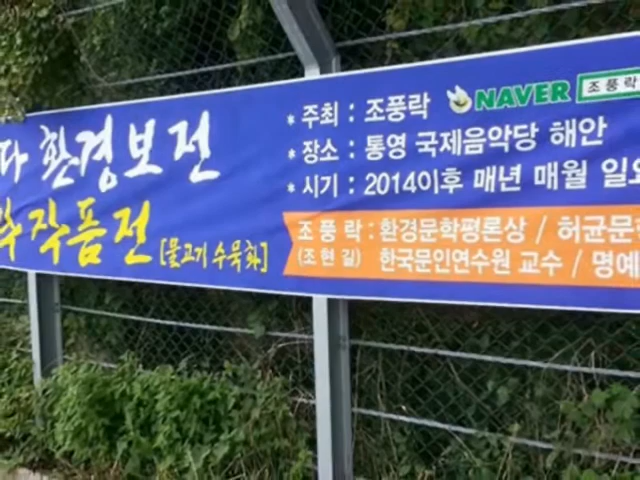 환경보전
작품전 [물고기 수묵화]
* 주최 : 조풍락 NAVER 조풍락
* 장소 : 통영 국제음악당 해안
* 시기 : 2014이후 매년 매월 일요
조 풍 락 : 환경문학평론상 / 허균문학
(조 현 길) 한국문인연수원 교수 / 명예